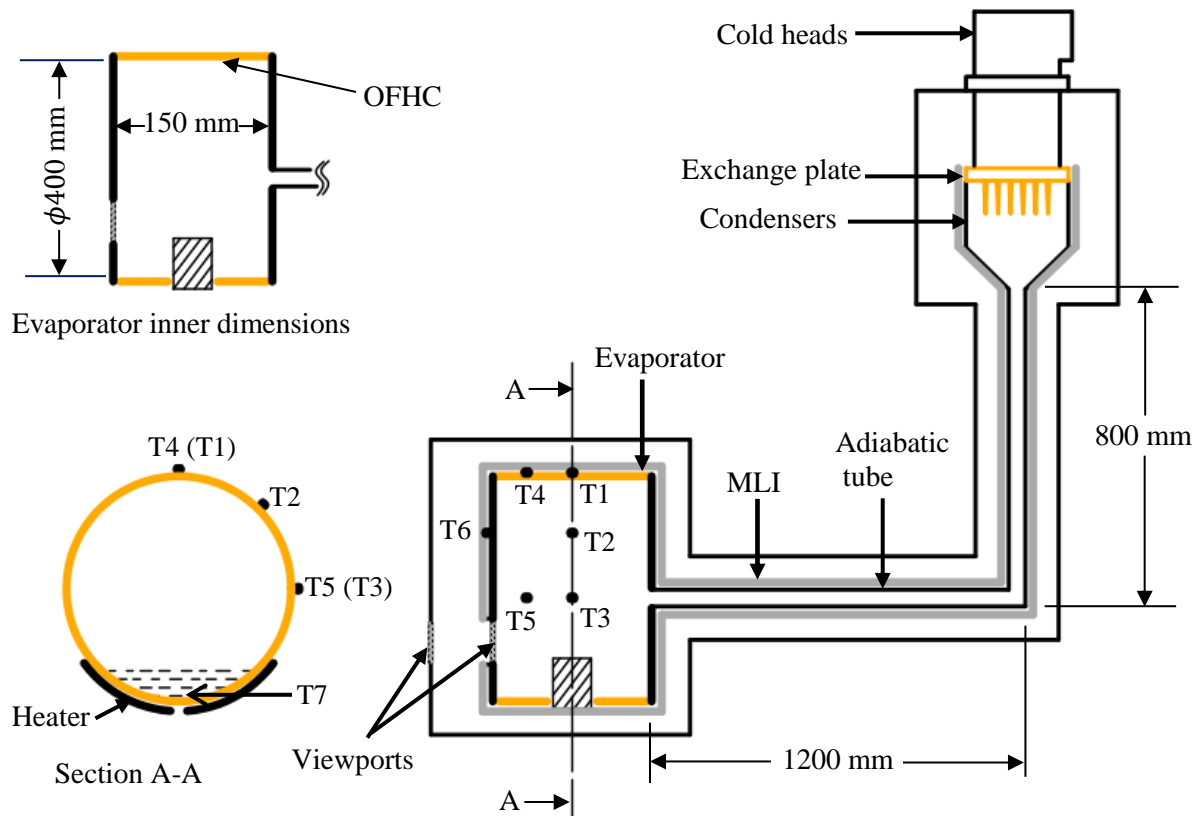 OFHC
150 mm
ϕ400 mm
Evaporator inner dimensions
Cold heads
Exchange plate
Condensers
800 mm
Evaporator
A
Adiabatic
tube
MLI
T4
T1
T6
T2
T5
T3
Viewports
1200 mm
A
T4 (T1)
T2
T5 (T3)
T7
Heater
Section A-A